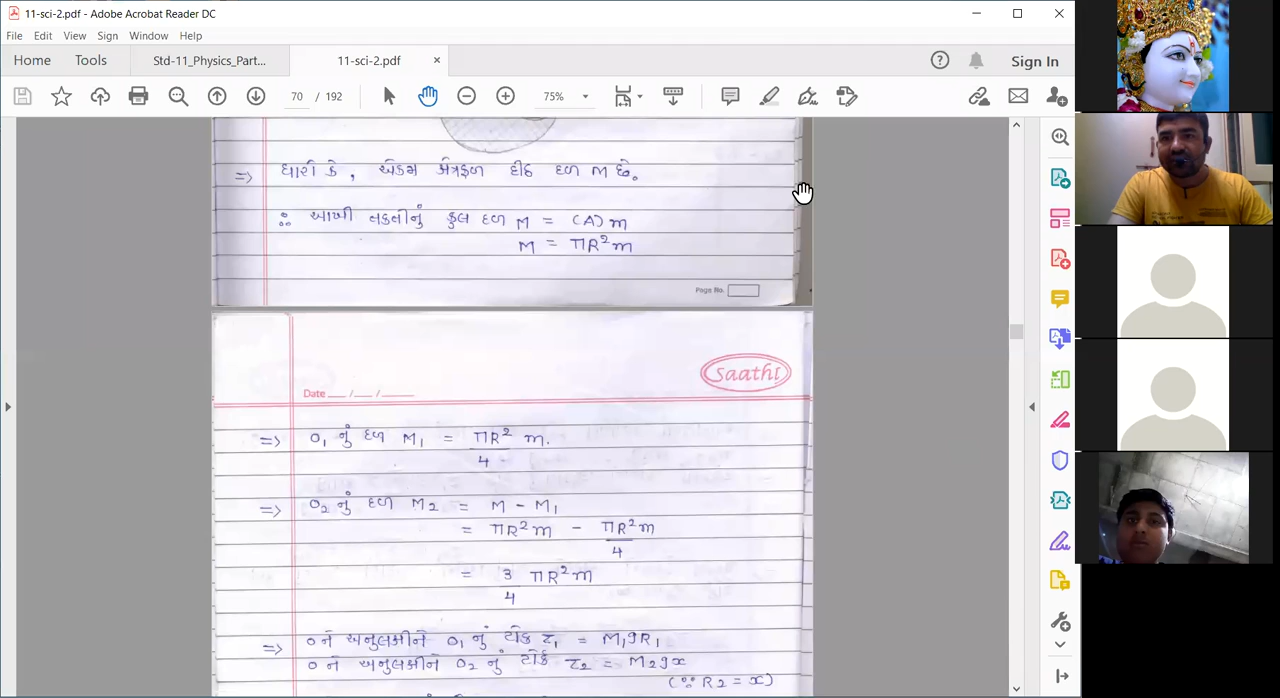 11-sci-2.pdf - Adobe Acrobat Reader DC
File Edit View Sign Window Help
Home Tools Std-11_Physics_Part... 11-sci-2.pdf × Sign In
70 / 192 75%
=> ધારો કે, એકમ ક્ષેત્રફળ દીઠ દળ m છે.
∴ આખી તકતીનું કુલ દળ M = (A) m
M = πR²m
Page No.
Saathi
Date __ / __ / ____
=> O₁ નું દળ M₁ = πR²/4 m.
=> O₂ નું દળ M₂ = M - M₁
= πR²m - πR²m/4
= 3/4 πR²m
=> O ને અનુલક્ષીને O₁ નું ટોર્ક τ₁ = M₁gR₁
O ને અનુલક્ષીને O₂ નું ટોર્ક τ₂ = M₂gx
(∵ R₂ = x)